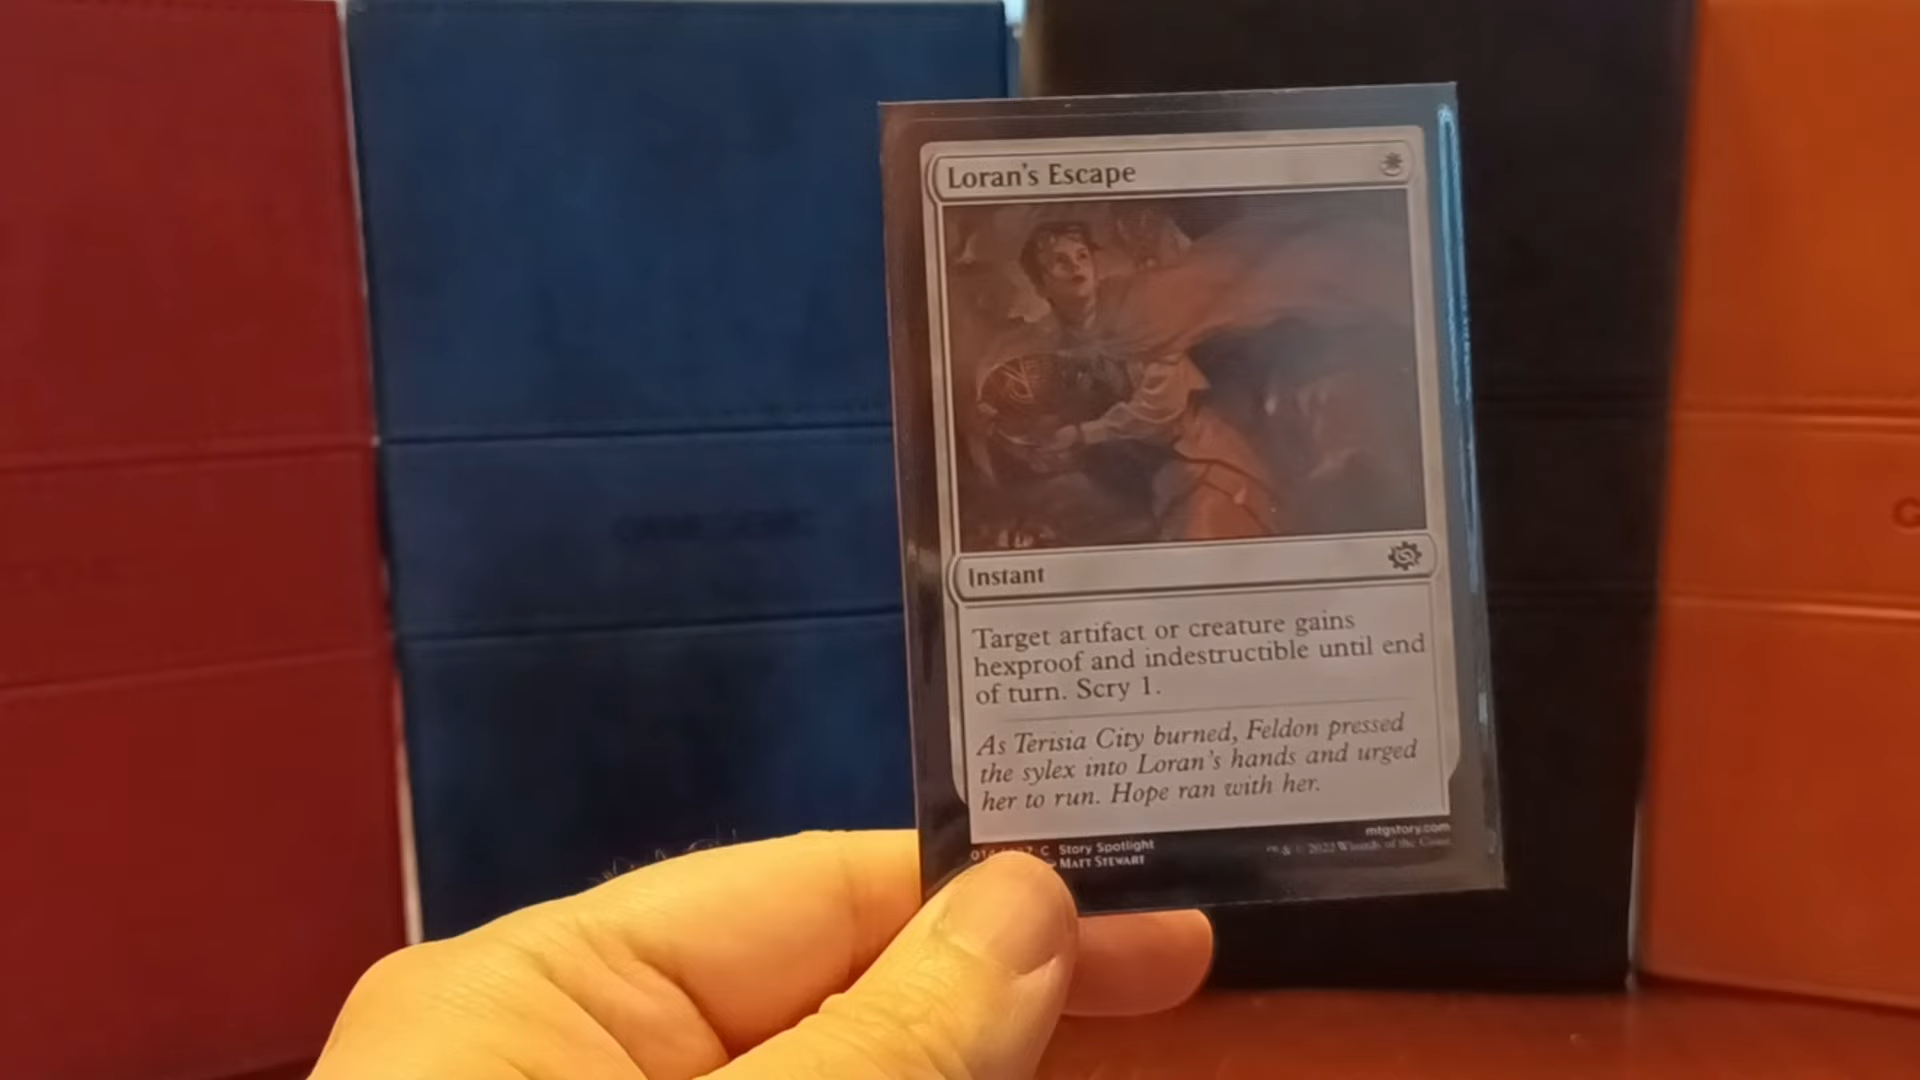 Loran's Escape
Instant
Target artifact or creature gains
hexproof and indestructible until end
of turn. Scry 1.
As Terisia City burned, Feldon pressed
the sylex into Loran's hands and urged
her to run. Hope ran with her.
mtgstory.com
C Story Spotlight
™ & © 2022 Wizards of the Coast
MATT STEWART